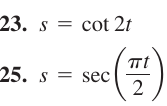 23. s = cot 2t
25. s = sec(πt/2)